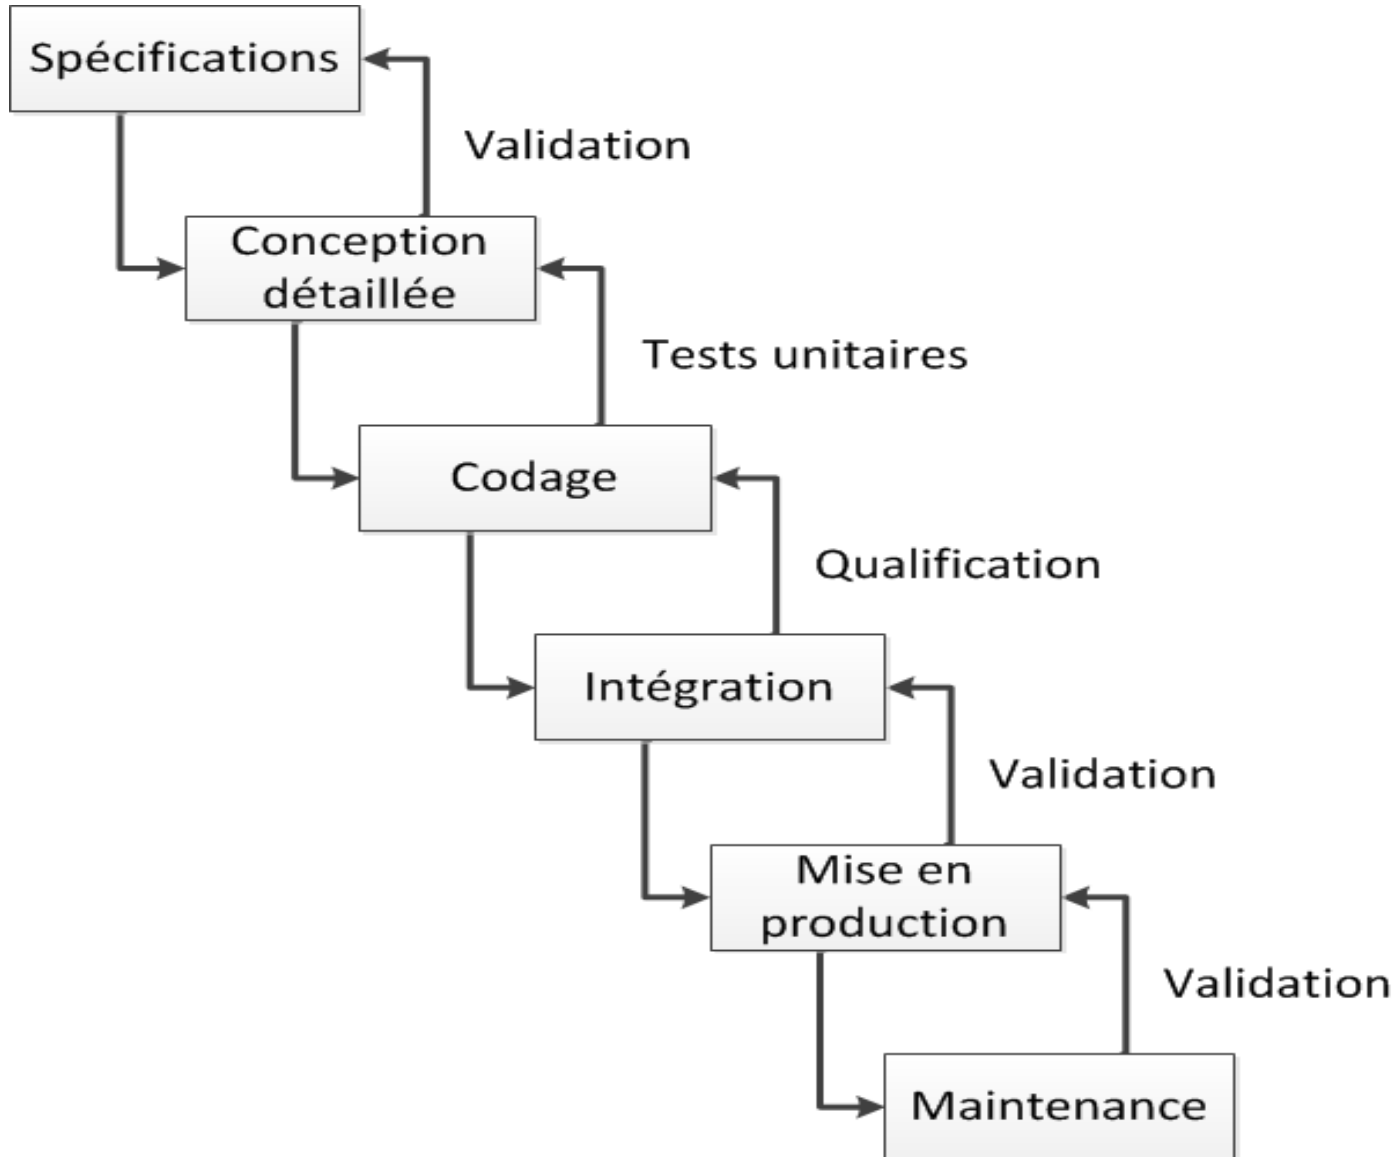 Spécifications
Validation
Conception
détaillée
Tests unitaires
Codage
Qualification
Intégration
Validation
Mise en
production
Validation
Maintenance